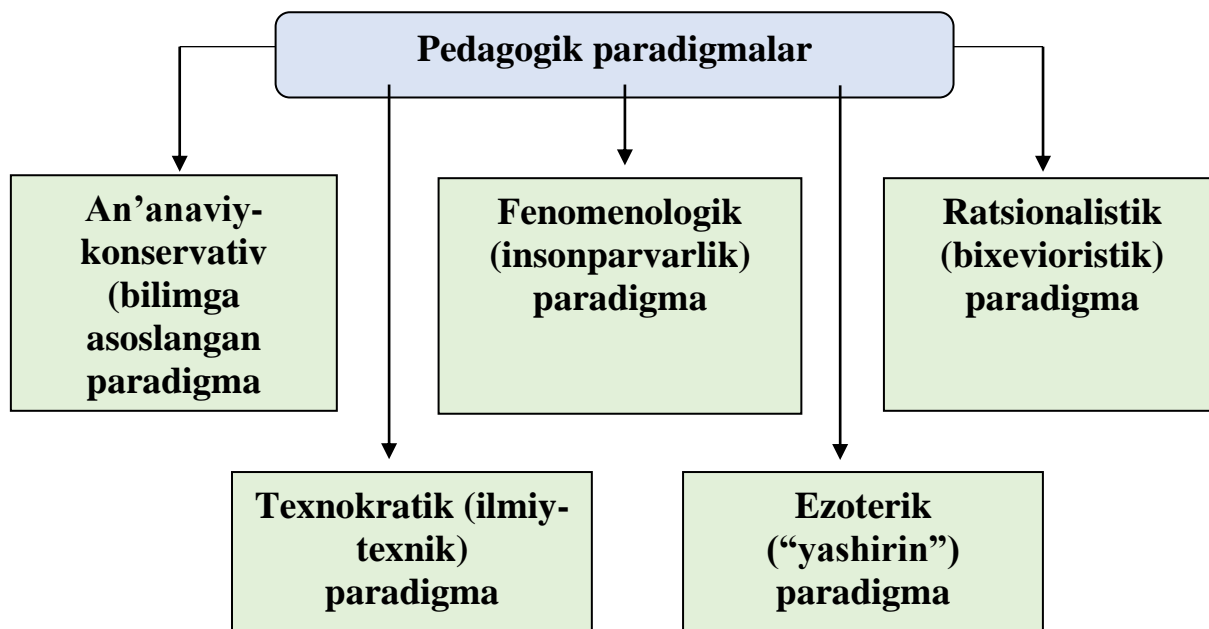 Pedagogik paradigmalar
An’anaviy-
konservativ
(bilimga
asoslangan
paradigma
Fenomenologik
(insonparvarlik)
paradigma
Ratsionalistik
(bixevioristik)
paradigma
Texnokratik (ilmiy-
texnik)
paradigma
Ezoterik
(“yashirin”)
paradigma